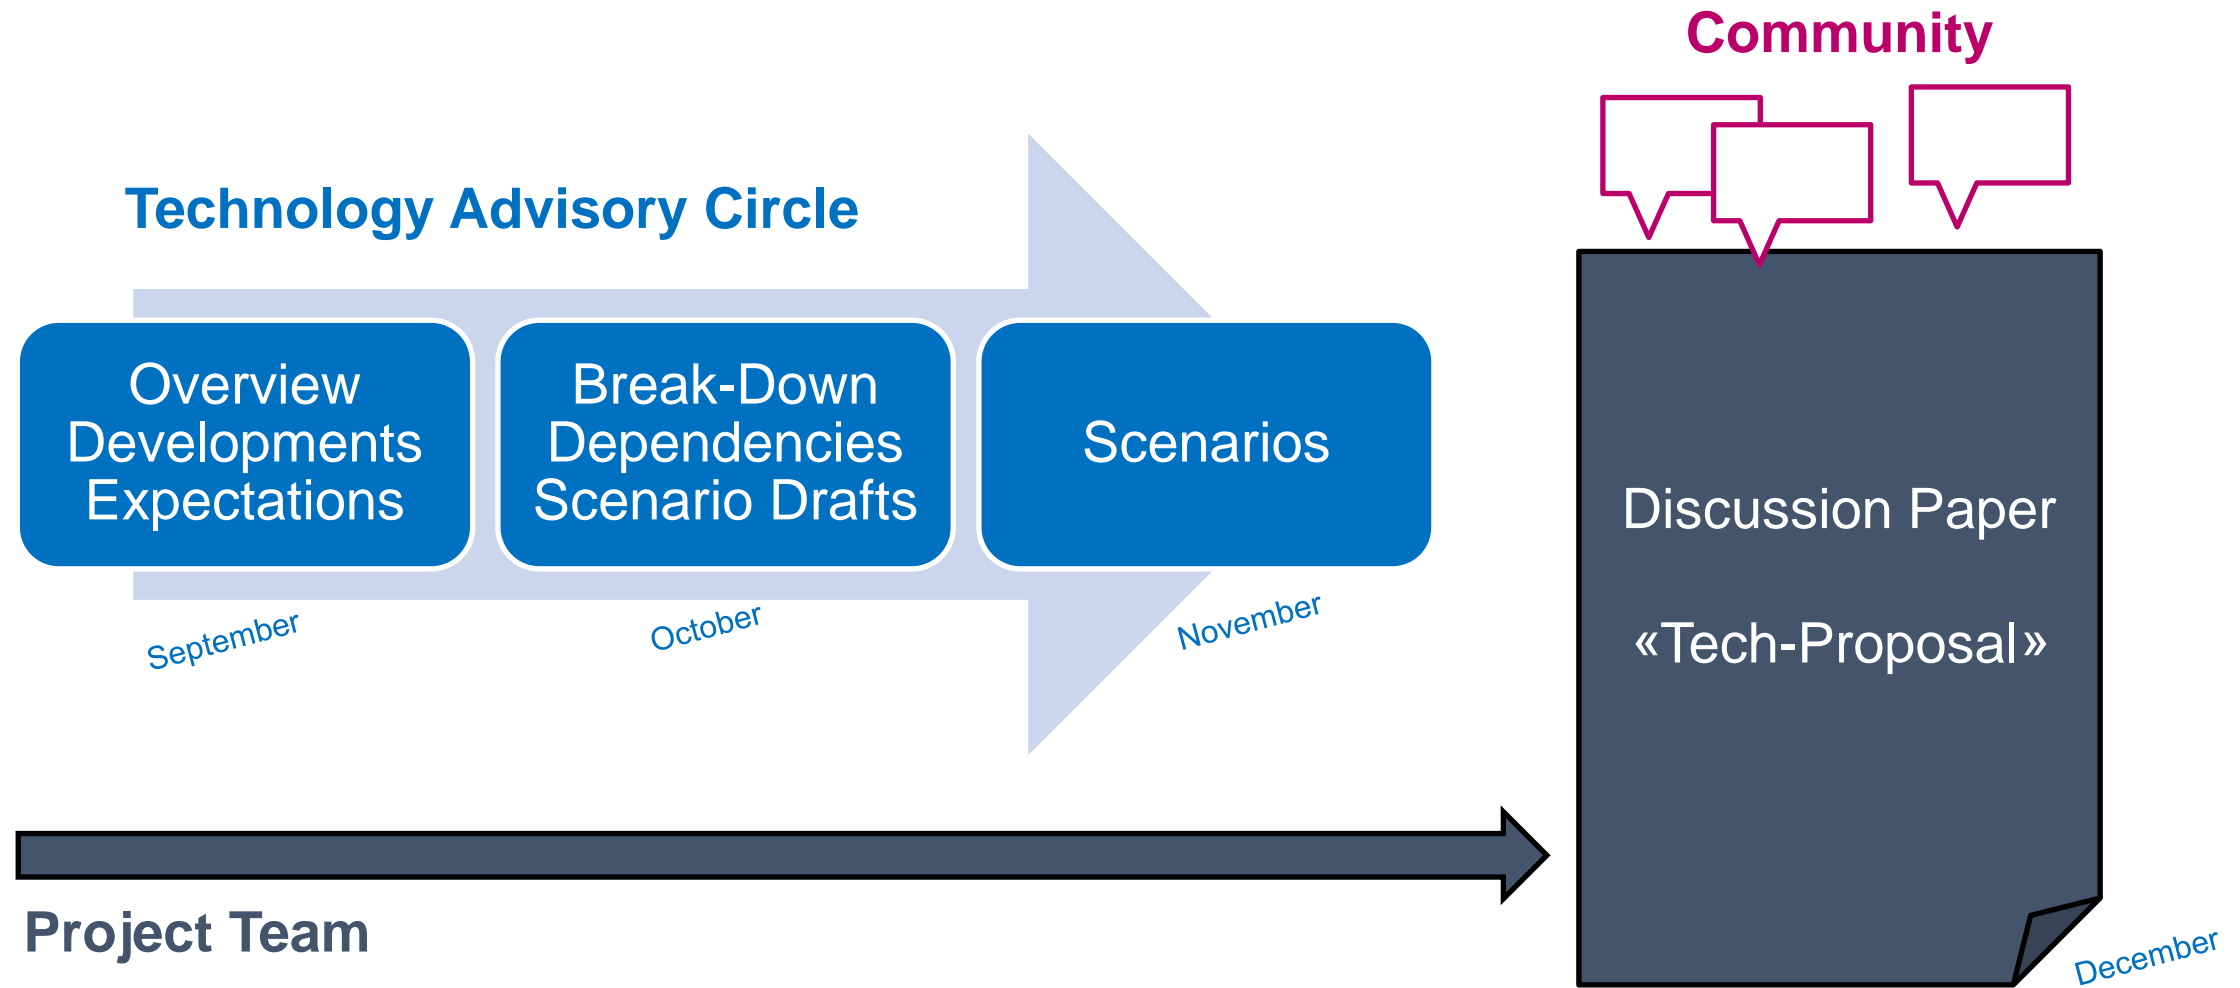 Community
Technology Advisory Circle
Overview
Developments
Expectations
Break-Down
Dependencies
Scenario Drafts
Scenarios
September
October
November
Discussion Paper
«Tech-Proposal»
Project Team
December